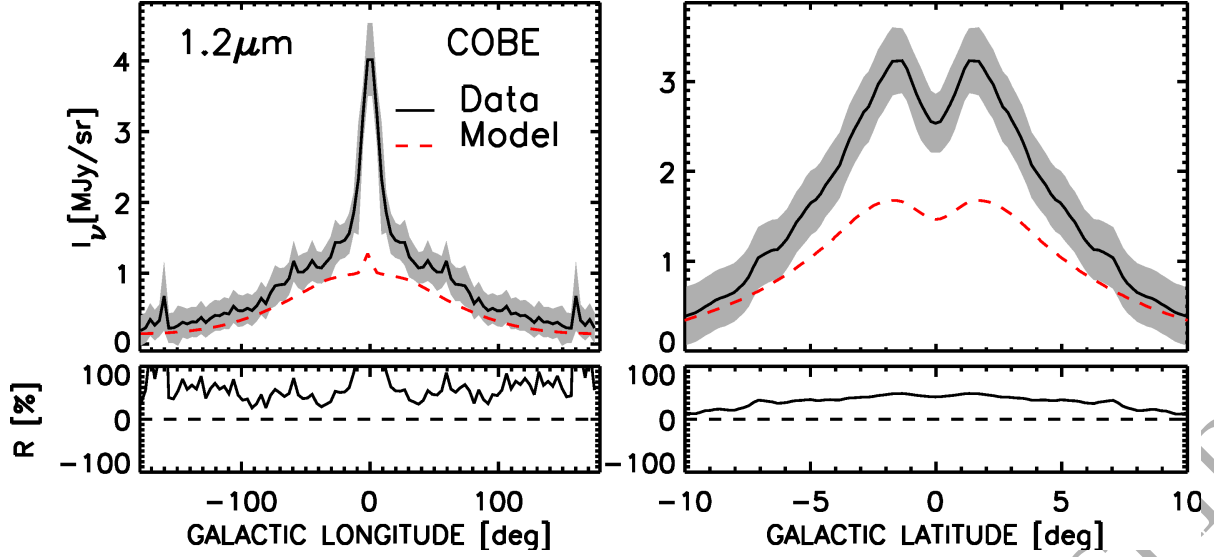 1.2μm
COBE
Data
Model
I_ν[MJy/sr]
4
3
2
1
0
3
2
1
0
R [%]
100
0
−100
100
0
−100
−100
0
100
−10
−5
0
5
10
GALACTIC LONGITUDE [deg]
GALACTIC LATITUDE [deg]